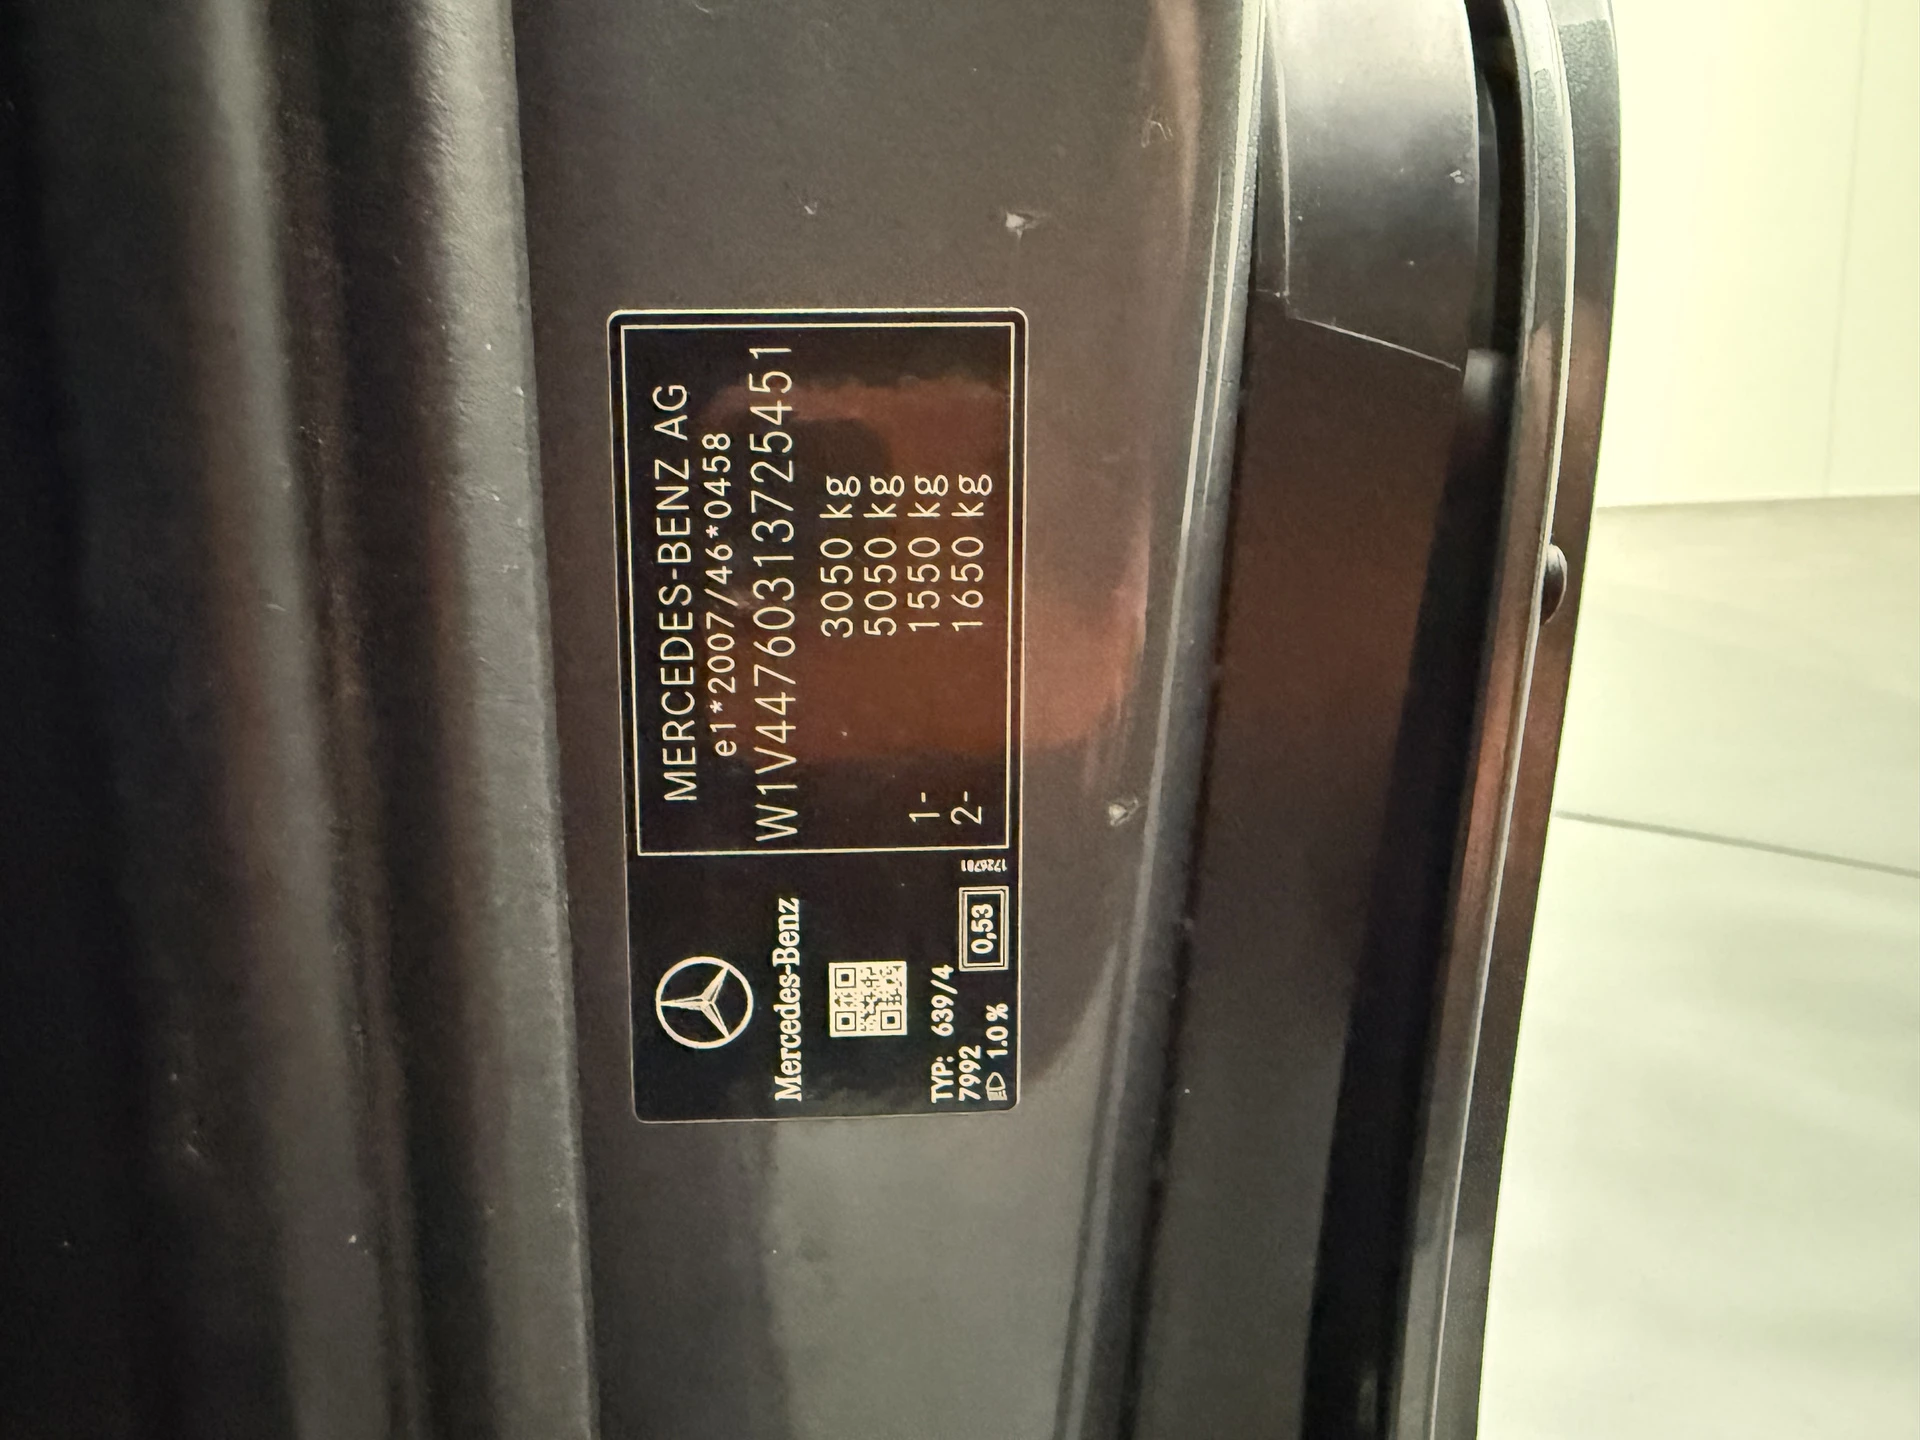 MERCEDES-BENZ AG
e1*2007/46*0458
W1V44760313725451
3050 kg
5050 kg
1- 1550 kg
2- 1650 kg
Mercedes-Benz
TYP: 639/4
7992
1.0 %
0,53